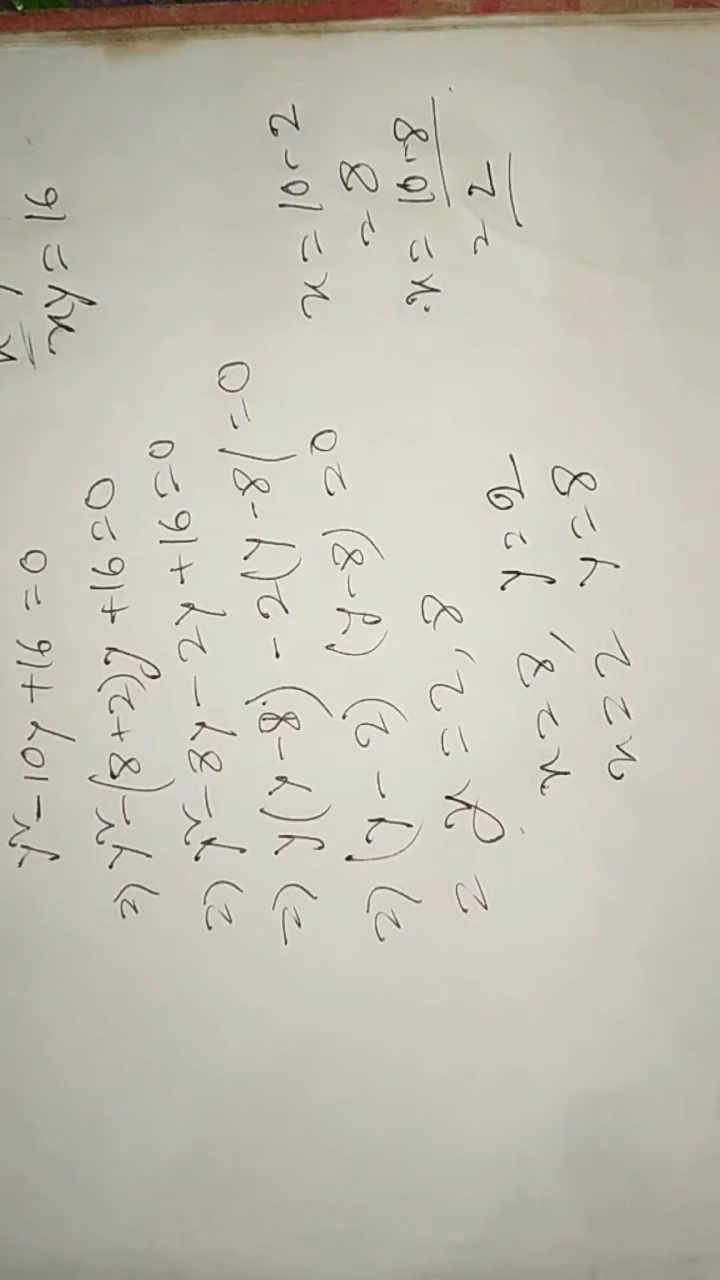 y²-10y+16=0
⇒ y²-(8+2)y+16=0
⇒ y²-8y-2y+16=0
⇒ y(y-8)-2(y-8)=0
⇒ (y-2)(y-8)=0
y=2,8
x=8, y=2
x=2 y=8
xy=16
x=10-2
=8
x=10-8
=2